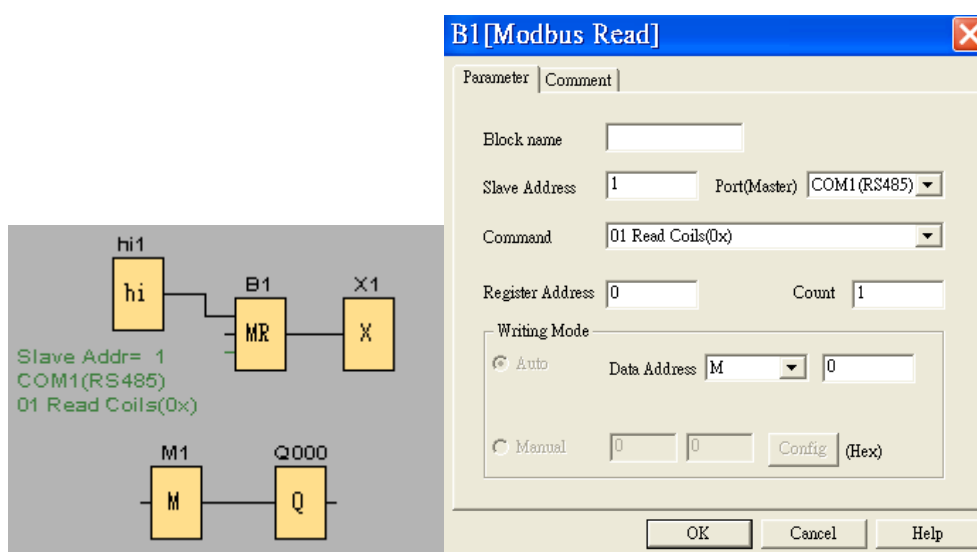 hi1
hi
B1
MR
X1
X
Slave Addr= 1
COM1(RS485)
01 Read Coils(0x)
M1
M
Q000
Q
B1[Modbus Read]
Parameter Comment
Block name
Slave Address 1 Port(Master) COM1(RS485)
Command 01 Read Coils(0x)
Register Address 0 Count 1
Writing Mode
Auto Data Address M 0
Manual 0 0 Config (Hex)
OK Cancel Help